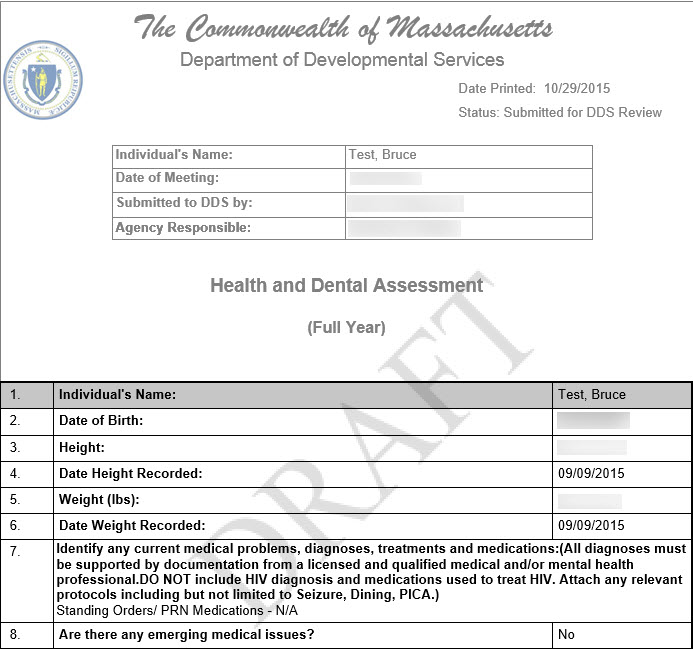 The Commonwealth of Massachusetts
Department of Developmental Services
Date Printed: 10/29/2015
Status: Submitted for DDS Review
Individual's Name: Test, Bruce
Date of Meeting:
Submitted to DDS by:
Agency Responsible:
Health and Dental Assessment
(Full Year)
DRAFT
1. Individual's Name: Test, Bruce
2. Date of Birth:
3. Height:
4. Date Height Recorded: 09/09/2015
5. Weight (lbs):
6. Date Weight Recorded: 09/09/2015
7. Identify any current medical problems, diagnoses, treatments and medications:(All diagnoses must
be supported by documentation from a licensed and qualified medical and/or mental health
professional.DO NOT include HIV diagnosis and medications used to treat HIV. Attach any relevant
protocols including but not limited to Seizure, Dining, PICA.)
Standing Orders/ PRN Medications - N/A
8. Are there any emerging medical issues? No